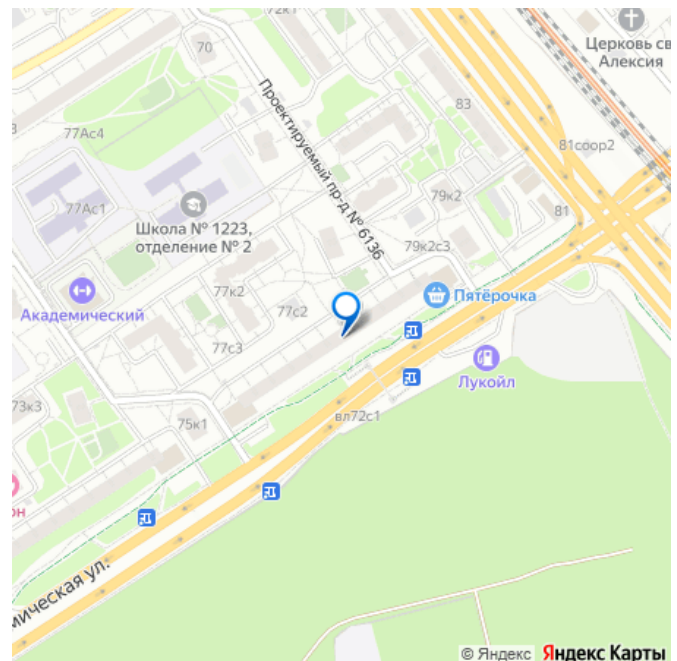 72к1
70
Церковь св
Алексия
Проектируемый пр-д № 6136
83
3
77Ас4
81соор2
79к2
77Ас1
Школа № 1223,
отделение № 2
81
79к2с3
77к2
Академический
Пятёрочка
77с2
77с3
Лукойл
73к3
75к1
вл72с1
он
мическая ул.
© Яндекс Яндекс Карты